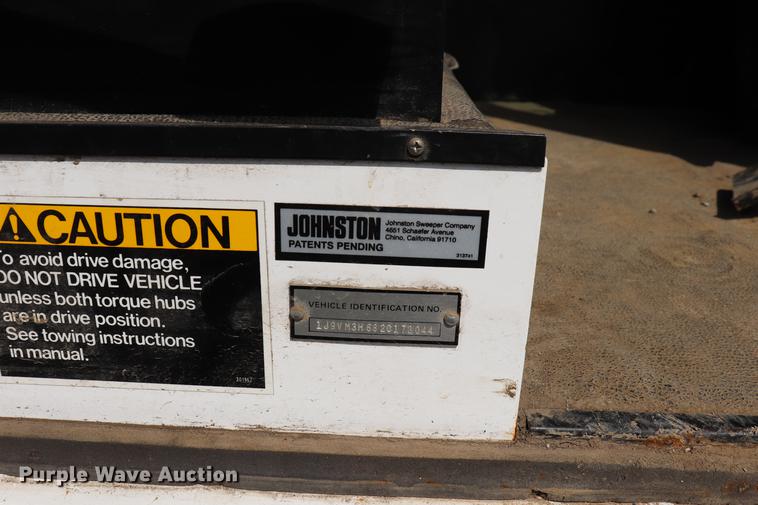 CAUTION
To avoid drive damage,
DO NOT DRIVE VEHICLE
unless both torque hubs
are in drive position.
See towing instructions
in manual.
JOHNSTON
PATENTS PENDING
Johnston Sweeper Company
4651 Schaefer Avenue
Chino, California 91710
313741
VEHICLE IDENTIFICATION NO.
1J9VM3H68201T2044
Purple Wave Auction